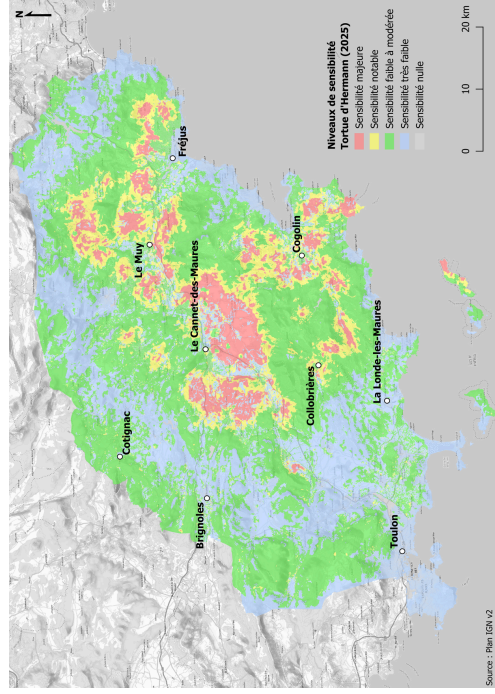 N
Cotignac
Brignoles
Toulon
Le Muy
Fréjus
Le Cannet-des-Maures
Cogolin
Collobrières
La Londe-les-Maures
Niveaux de sensibilité
Tortue d'Hermann (2025)
Sensibilité majeure
Sensibilité notable
Sensibilité faible à modérée
Sensibilité très faible
Sensibilité nulle
0 10 20 km
Source : Plan IGN v2